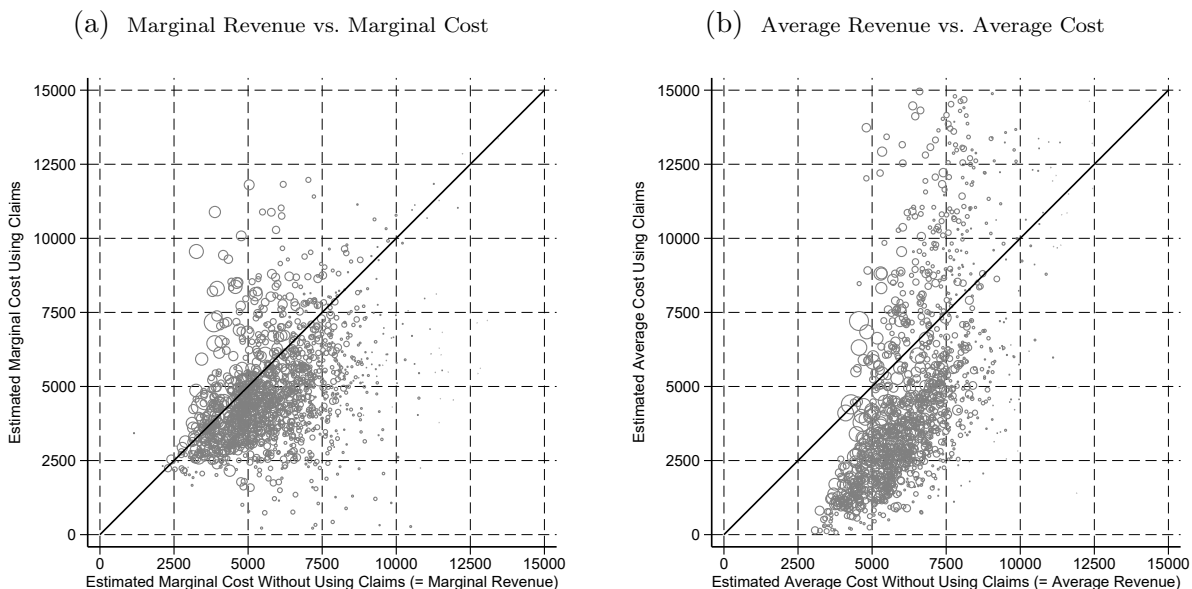 (a) Marginal Revenue vs. Marginal Cost
Estimated Marginal Cost Using Claims
15000
12500
10000
7500
5000
2500
0
0 2500 5000 7500 10000 12500 15000
Estimated Marginal Cost Without Using Claims (= Marginal Revenue)
(b) Average Revenue vs. Average Cost
Estimated Average Cost Using Claims
15000
12500
10000
7500
5000
2500
0
0 2500 5000 7500 10000 12500 15000
Estimated Average Cost Without Using Claims (= Average Revenue)